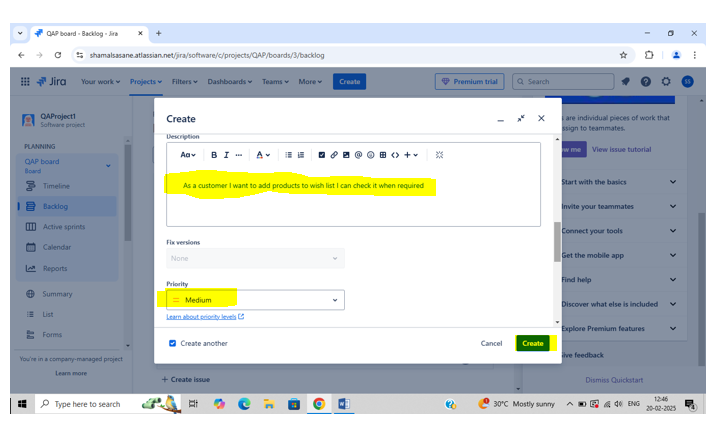 QAP board - Backlog - Jira
shamalsasane.atlassian.net/jira/software/c/projects/QAP/boards/3/backlog
Jira
Your work
Projects
Filters
Dashboards
Teams
More
Create
Premium trial
Search
SS
QAProject1
Software project
PLANNING
QAP board
Board
Timeline
Backlog
Active sprints
Calendar
Reports
Summary
List
Forms
You're in a company-managed project
Learn more
Create
Description
Aa
B
I
A
As a customer I want to add products to wish list I can check it when required
Fix versions
None
Priority
Medium
Learn about priority levels
Create another
Cancel
Create
+ Create issue
s are individual pieces of work that
ssign to teammates.
ow me
View issue tutorial
Start with the basics
Invite your teammates
Connect your tools
Get the mobile app
Find help
Discover what else is included
Explore Premium features
Give feedback
Dismiss Quickstart
Type here to search
30°C Mostly sunny
ENG
12:46
20-02-2025